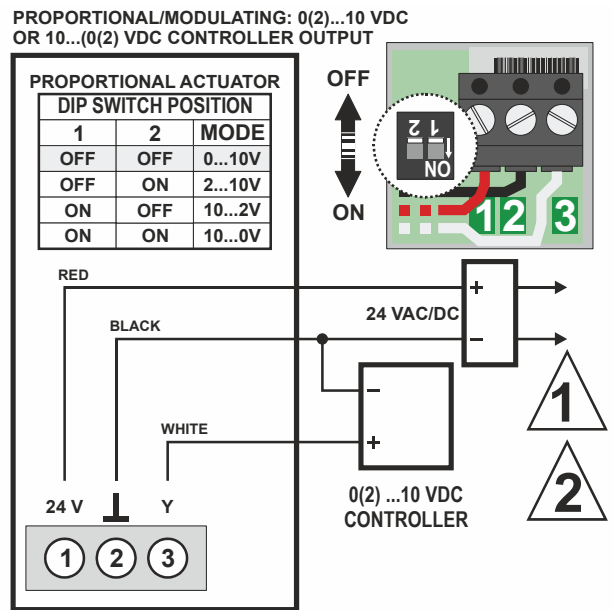 PROPORTIONAL/MODULATING: 0(2)...10 VDC
OR 10...(0(2) VDC CONTROLLER OUTPUT
PROPORTIONAL ACTUATOR
DIP SWITCH POSITION
1 2 MODE
OFF OFF 0...10V
OFF ON 2...10V
ON OFF 10...2V
ON ON 10...0V
OFF
ON
1 2
ON
1 2 3
RED
24 VAC/DC
+
-
BLACK
-
+
WHITE
1
2
0(2) ...10 VDC
CONTROLLER
24 V Y
1 2 3